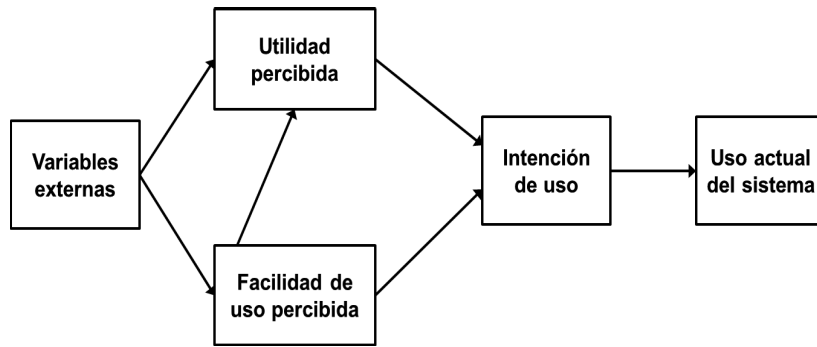 Utilidad
percibida
Variables
externas
Facilidad de
uso percibida
Intención
de uso
Uso actual
del sistema